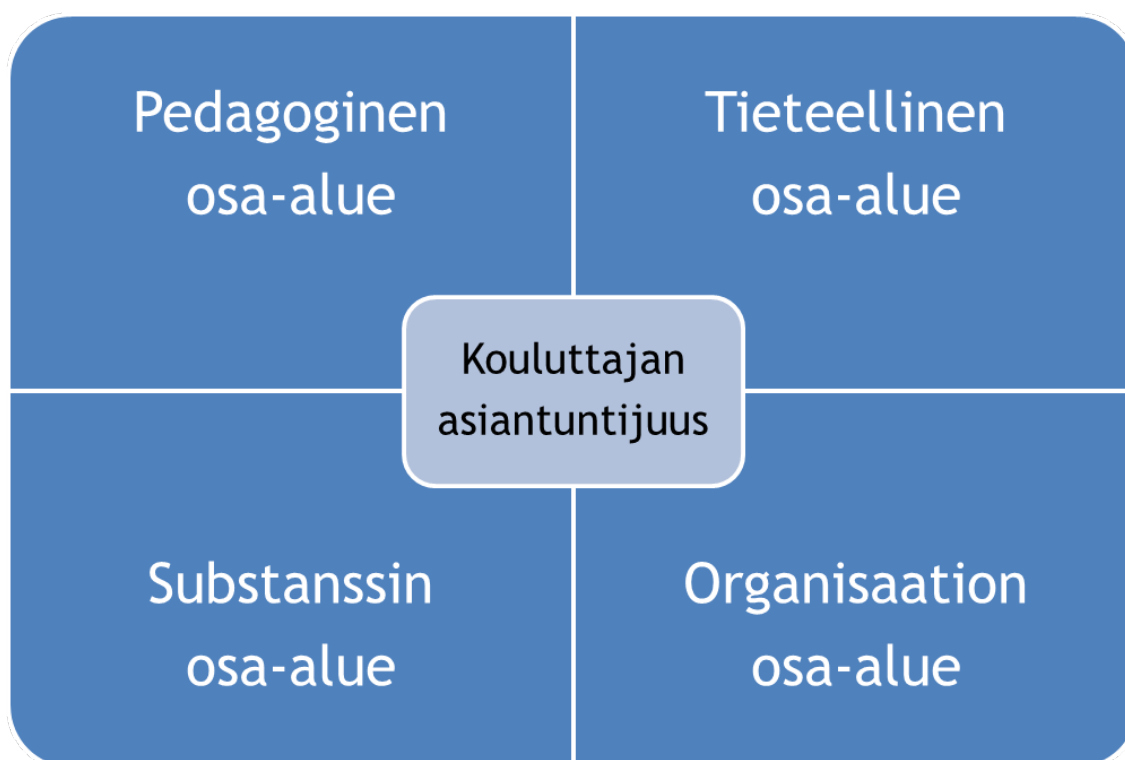 Pedagoginen
osa-alue
Tieteellinen
osa-alue
Kouluttajan
asiantuntijuus
Substanssin
osa-alue
Organisaation
osa-alue